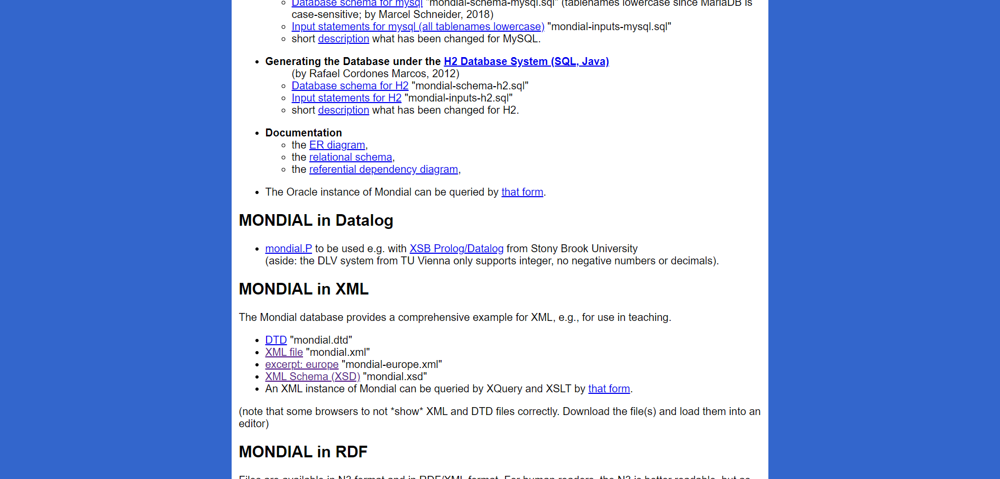 Database schema for mysql "mondial-schema-mysql.sql" (tablenames lowercase since MariaDB is
case-sensitive; by Marcel Schneider, 2018)
Input statements for mysql (all tablenames lowercase) "mondial-inputs-mysql.sql"
short description what has been changed for MySQL.
Generating the Database under the H2 Database System (SQL, Java)
(by Rafael Cordones Marcos, 2012)
Database schema for H2 "mondial-schema-h2.sql"
Input statements for H2 "mondial-inputs-h2.sql"
short description what has been changed for H2.
Documentation
the ER diagram,
the relational schema,
the referential dependency diagram,
The Oracle instance of Mondial can be queried by that form.
MONDIAL in Datalog
mondial.P to be used e.g. with XSB Prolog/Datalog from Stony Brook University
(aside: the DLV system from TU Vienna only supports integer, no negative numbers or decimals).
MONDIAL in XML
The Mondial database provides a comprehensive example for XML, e.g., for use in teaching.
DTD "mondial.dtd"
XML file "mondial.xml"
excerpt: europe "mondial-europe.xml"
XML Schema (XSD) "mondial.xsd"
An XML instance of Mondial can be queried by XQuery and XSLT by that form.
(note that some browsers to not *show* XML and DTD files correctly. Download the file(s) and load them into an
editor)
MONDIAL in RDF
Files are available in N3 format and in RDF/XML format. For human readers, the N3 is better readable, but as